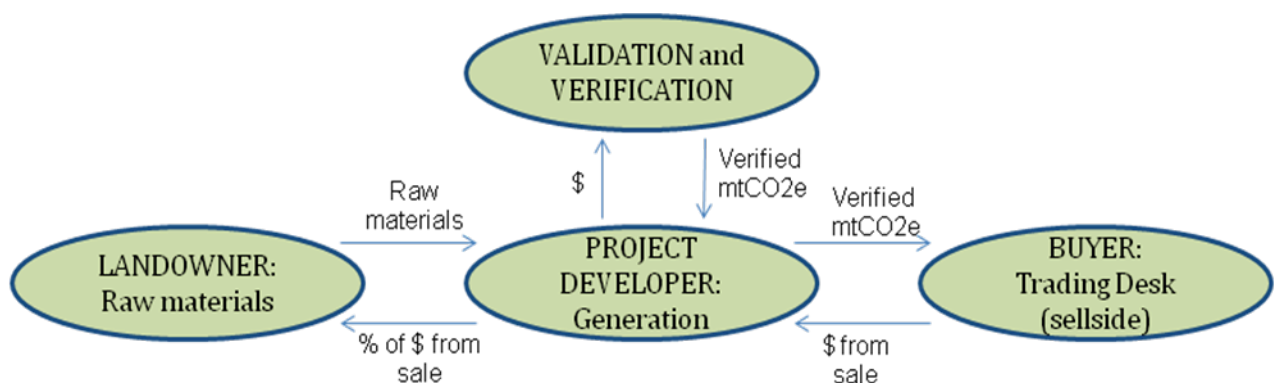 VALIDATION and
VERIFICATION
$
Verified
mtCO2e
Raw
materials
Verified
mtCO2e
LANDOWNER:
Raw materials
PROJECT
DEVELOPER:
Generation
BUYER:
Trading Desk
(sellside)
% of $ from
sale
$ from
sale